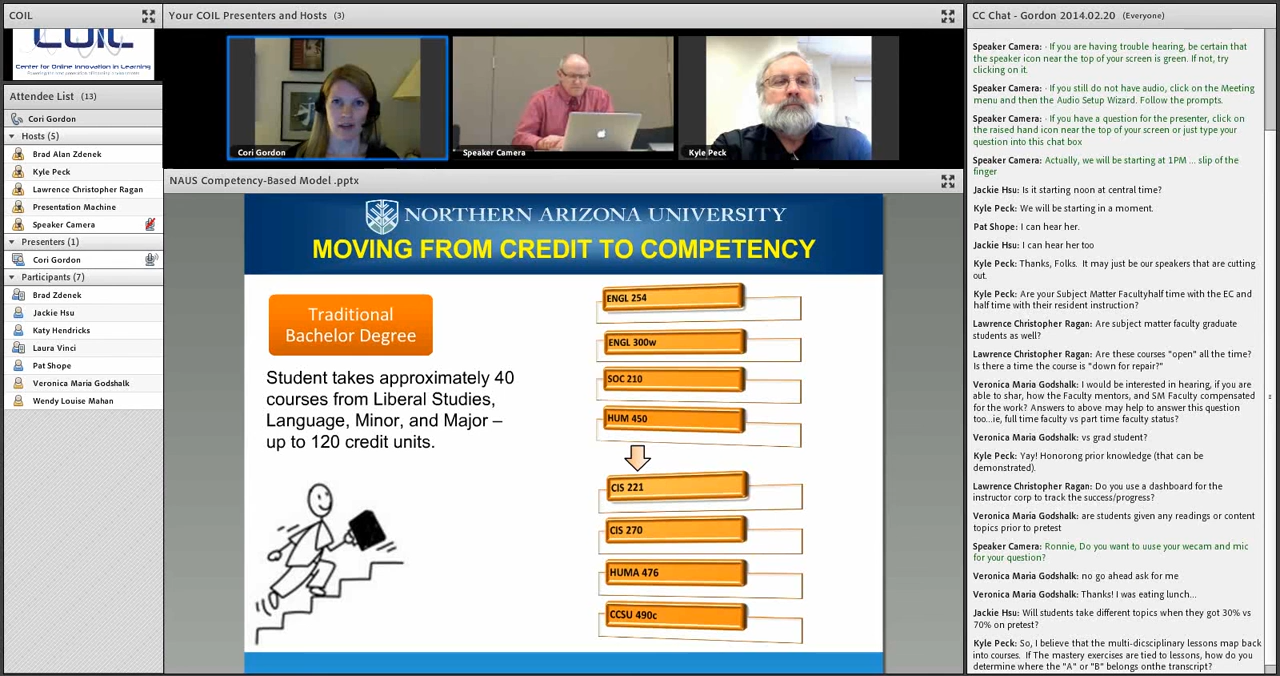 COIL
COIL
Center for Online Innovation in Learning
Attendee List (13)
Cori Gordon
Hosts (5)
Brad Alan Zdenek
Kyle Peck
Lawrence Christopher Ragan
Presentation Machine
Speaker Camera
Presenters (1)
Cori Gordon
Participants (7)
Brad Zdenek
Jackie Hsu
Katy Hendricks
Laura Vinci
Pat Shope
Veronica Maria Godshalk
Wendy Louise Mahan
Your COIL Presenters and Hosts (3)
Cori Gordon
Speaker Camera
Kyle Peck
NAUS Competency-Based Model .pptx
NORTHERN ARIZONA UNIVERSITY
MOVING FROM CREDIT TO COMPETENCY
Traditional
Bachelor Degree
Student takes approximately 40
courses from Liberal Studies,
Language, Minor, and Major –
up to 120 credit units.
ENGL 254
ENGL 300w
SOC 210
HUM 450
CIS 221
CIS 270
HUMA 476
CCSU 490c
CC Chat - Gordon 2014.02.20 (Everyone)
Speaker Camera: - If you are having trouble hearing, be certain that
the speaker icon near the top of your screen is green. If not, try
clicking on it.
Speaker Camera: - If you still do not have audio, click on the Meeting
menu and then the Audio Setup Wizard. Follow the prompts.
Speaker Camera: - If you have a question for the presenter, click on
the raised hand icon near the top of your screen or just type your
question into this chat box
Speaker Camera: Actually, we will be starting at 1PM ... slip of the
finger
Jackie Hsu: Is it starting noon at central time?
Kyle Peck: We will be starting in a moment.
Pat Shope: I can hear her.
Jackie Hsu: I can hear her too
Kyle Peck: Thanks, Folks. It may just be our speakers that are cutting
out.
Kyle Peck: Are your Subject Matter Facultyhalf time with the EC and
half time with their resident instruction?
Lawrence Christopher Ragan: Are subject matter faculty graduate
students as well?
Lawrence Christopher Ragan: Are these courses "open" all the time?
Is there a time the course is "down for repair?"
Veronica Maria Godshalk: I would be interested in hearing, if you are
able to shar, how the Faculty mentors, and SM Faculty compensated
for the work? Answers to above may help to answer this question
too...ie, full time faculty vs part time faculty status?
Veronica Maria Godshalk: vs grad student?
Kyle Peck: Yay! Honorong prior knowledge (that can be
demonstrated).
Lawrence Christopher Ragan: Do you use a dashboard for the
instructor corp to track the success/progress?
Veronica Maria Godshalk: are students given any readings or content
topics prior to pretest
Speaker Camera: Ronnie, Do you want to uuse your wecam and mic
for your question?
Veronica Maria Godshalk: no go ahead ask for me
Veronica Maria Godshalk: Thanks! I was eating lunch...
Jackie Hsu: Will students take different topics when they got 30% vs
70% on pretest?
Kyle Peck: So, I believe that the multi-dicsciplinary lessons map back
into courses. If The mastery exercises are tied to lessons, how do you
determine where the "A" or "B" belongs onthe transcript?